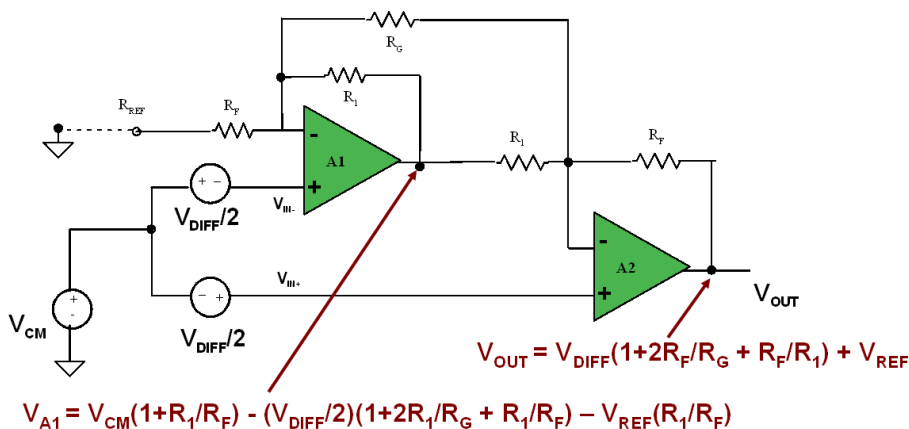 R_G
R_1
R_REF
R_F
-
A1
+
R_1
R_F
+ -
V_DIFF/2
V_IN-
-
A2
+
- +
V_IN+
V_DIFF/2
+
-
V_CM
V_OUT
V_OUT = V_DIFF(1+2R_F/R_G + R_F/R_1) + V_REF
V_A1 = V_CM(1+R_1/R_F) - (V_DIFF/2)(1+2R_1/R_G + R_1/R_F) – V_REF(R_1/R_F)